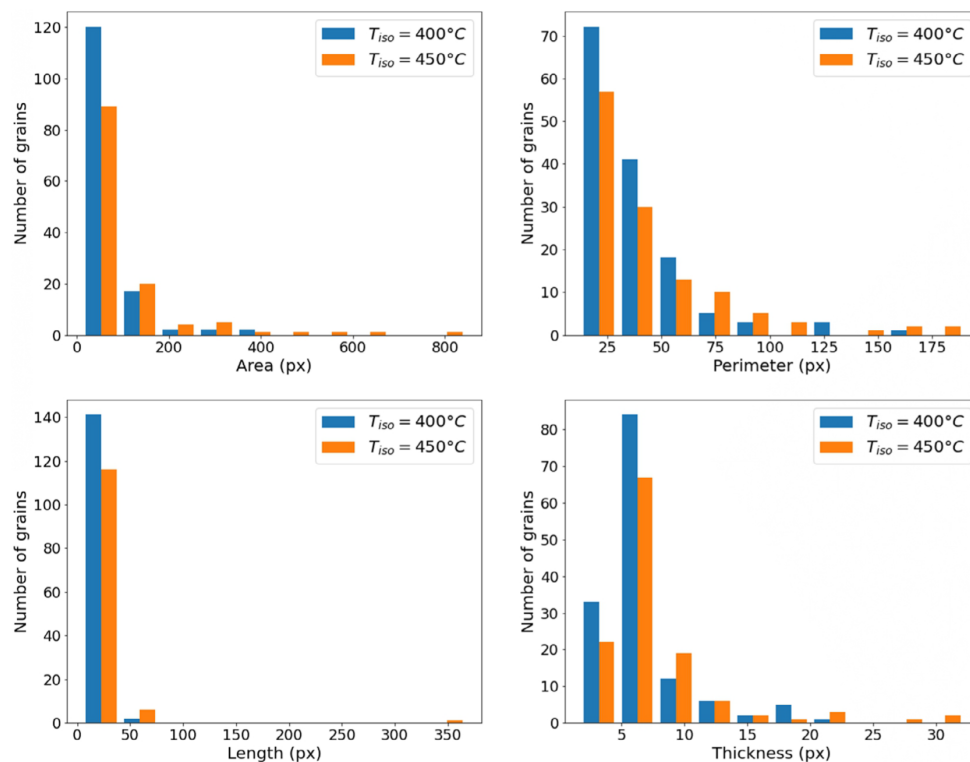 T_iso = 400°C
T_iso = 450°C
120
100
80
60
40
20
0
Number of grains
0 200 400 600 800
Area (px)
T_iso = 400°C
T_iso = 450°C
70
60
50
40
30
20
10
0
Number of grains
25 50 75 100 125 150 175
Perimeter (px)
T_iso = 400°C
T_iso = 450°C
140
120
100
80
60
40
20
0
Number of grains
0 50 100 150 200 250 300 350
Length (px)
T_iso = 400°C
T_iso = 450°C
80
70
60
50
40
30
20
10
0
Number of grains
5 10 15 20 25 30
Thickness (px)